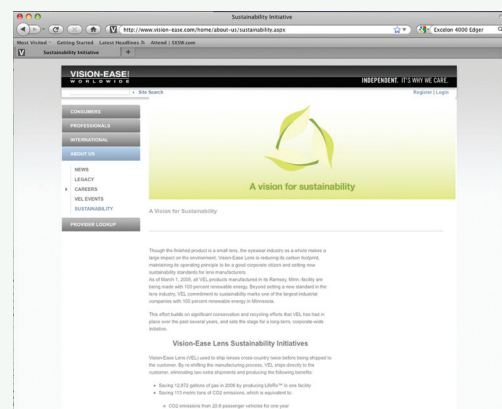 Sustainability Initiative
http://www.vision-ease.com/home/about-us/sustainability.aspx
Excelon 4000 Edger
Most Visited Getting Started Latest Headlines Attend | SXSW.com
Sustainability Initiative
VISION-EASE
WORLDWIDE
INDEPENDENT. IT'S WHY WE CARE.
Site Search
Register | Login
CONSUMERS
PROFESSIONALS
INTERNATIONAL
ABOUT US
NEWS
LEGACY
CAREERS
VEL EVENTS
SUSTAINABILITY
PROVIDER LOOKUP
A vision for sustainability
A Vision for Sustainability
Though the finished product is a small lens, the eyewear industry as a whole makes a
large impact on the environment. Vision-Ease Lens is reducing its carbon footprint,
maintaining its operating principle to be a good corporate citizen and setting new
sustainability standards for lens manufacturers.
As of March 1, 2008, all VEL products manufactured in its Ramsey, Minn. facility are
being made with 100 percent renewable energy. Beyond setting a new standard in the
lens industry, VEL commitment to sustainability marks one of the largest industrial
companies with 100 percent renewable energy in Minnesota.
This effort builds on significant conservation and recycling efforts that VEL has had in
place over the past several years, and sets the stage for a long-term, corporate-wide
initiative.
Vision-Ease Lens Sustainability Initiatives
Vision-Ease Lens (VEL) used to ship lenses cross-country twice before being shipped to
the customer. By re-shifting the manufacturing process, VEL ships directly to the
customer, eliminating two extra shipments and producing the following benefits:
Saving 12,972 gallons of gas in 2008 by producing LifeRx™ in one facility
Saving 113 metric tons of CO2 emissions, which is equivalent to:
CO2 emissions from 20.6 passenger vehicles for one year